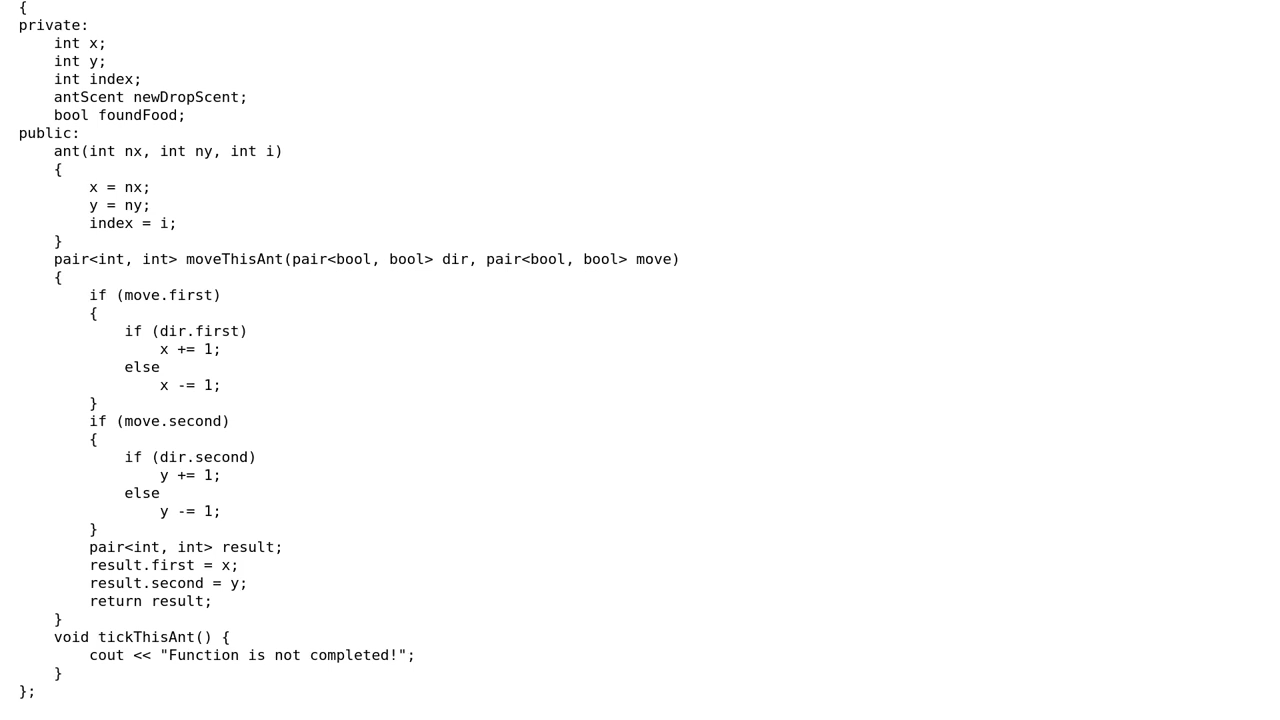 {
private:
    int x;
    int y;
    int index;
    antScent newDropScent;
    bool foundFood;
public:
    ant(int nx, int ny, int i)
    {
        x = nx;
        y = ny;
        index = i;
    }
    pair<int, int> moveThisAnt(pair<bool, bool> dir, pair<bool, bool> move)
    {
        if (move.first)
        {
            if (dir.first)
                x += 1;
            else
                x -= 1;
        }
        if (move.second)
        {
            if (dir.second)
                y += 1;
            else
                y -= 1;
        }
        pair<int, int> result;
        result.first = x;
        result.second = y;
        return result;
    }
    void tickThisAnt() {
        cout << "Function is not completed!";
    }
};